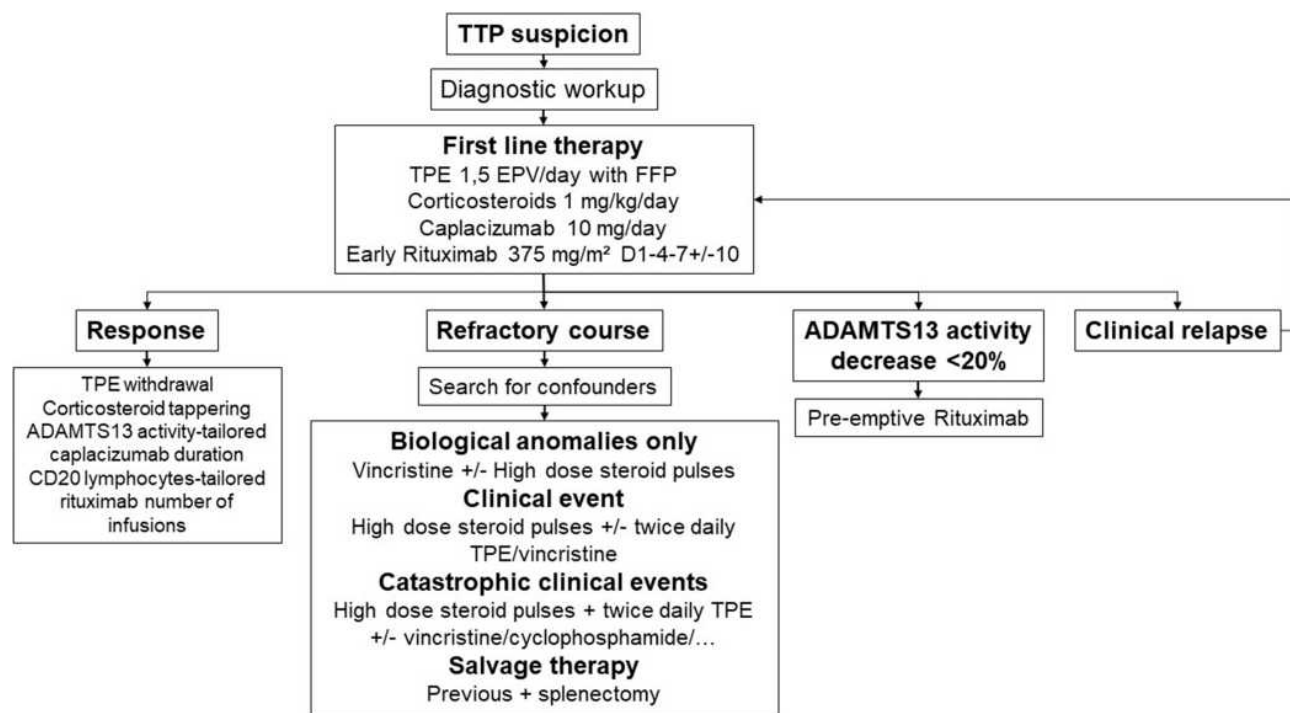 TTP suspicion
Diagnostic workup
First line therapy
TPE 1,5 EPV/day with FFP
Corticosteroids 1 mg/kg/day
Caplacizumab 10 mg/day
Early Rituximab 375 mg/m² D1-4-7+/-10
Response
TPE withdrawal
Corticosteroid tappering
ADAMTS13 activity-tailored
caplacizumab duration
CD20 lymphocytes-tailored
rituximab number of
infusions
Refractory course
Search for confounders
Biological anomalies only
Vincristine +/- High dose steroid pulses
Clinical event
High dose steroid pulses +/- twice daily
TPE/vincristine
Catastrophic clinical events
High dose steroid pulses + twice daily TPE
+/- vincristine/cyclophosphamide/…
Salvage therapy
Previous + splenectomy
ADAMTS13 activity
decrease <20%
Pre-emptive Rituximab
Clinical relapse